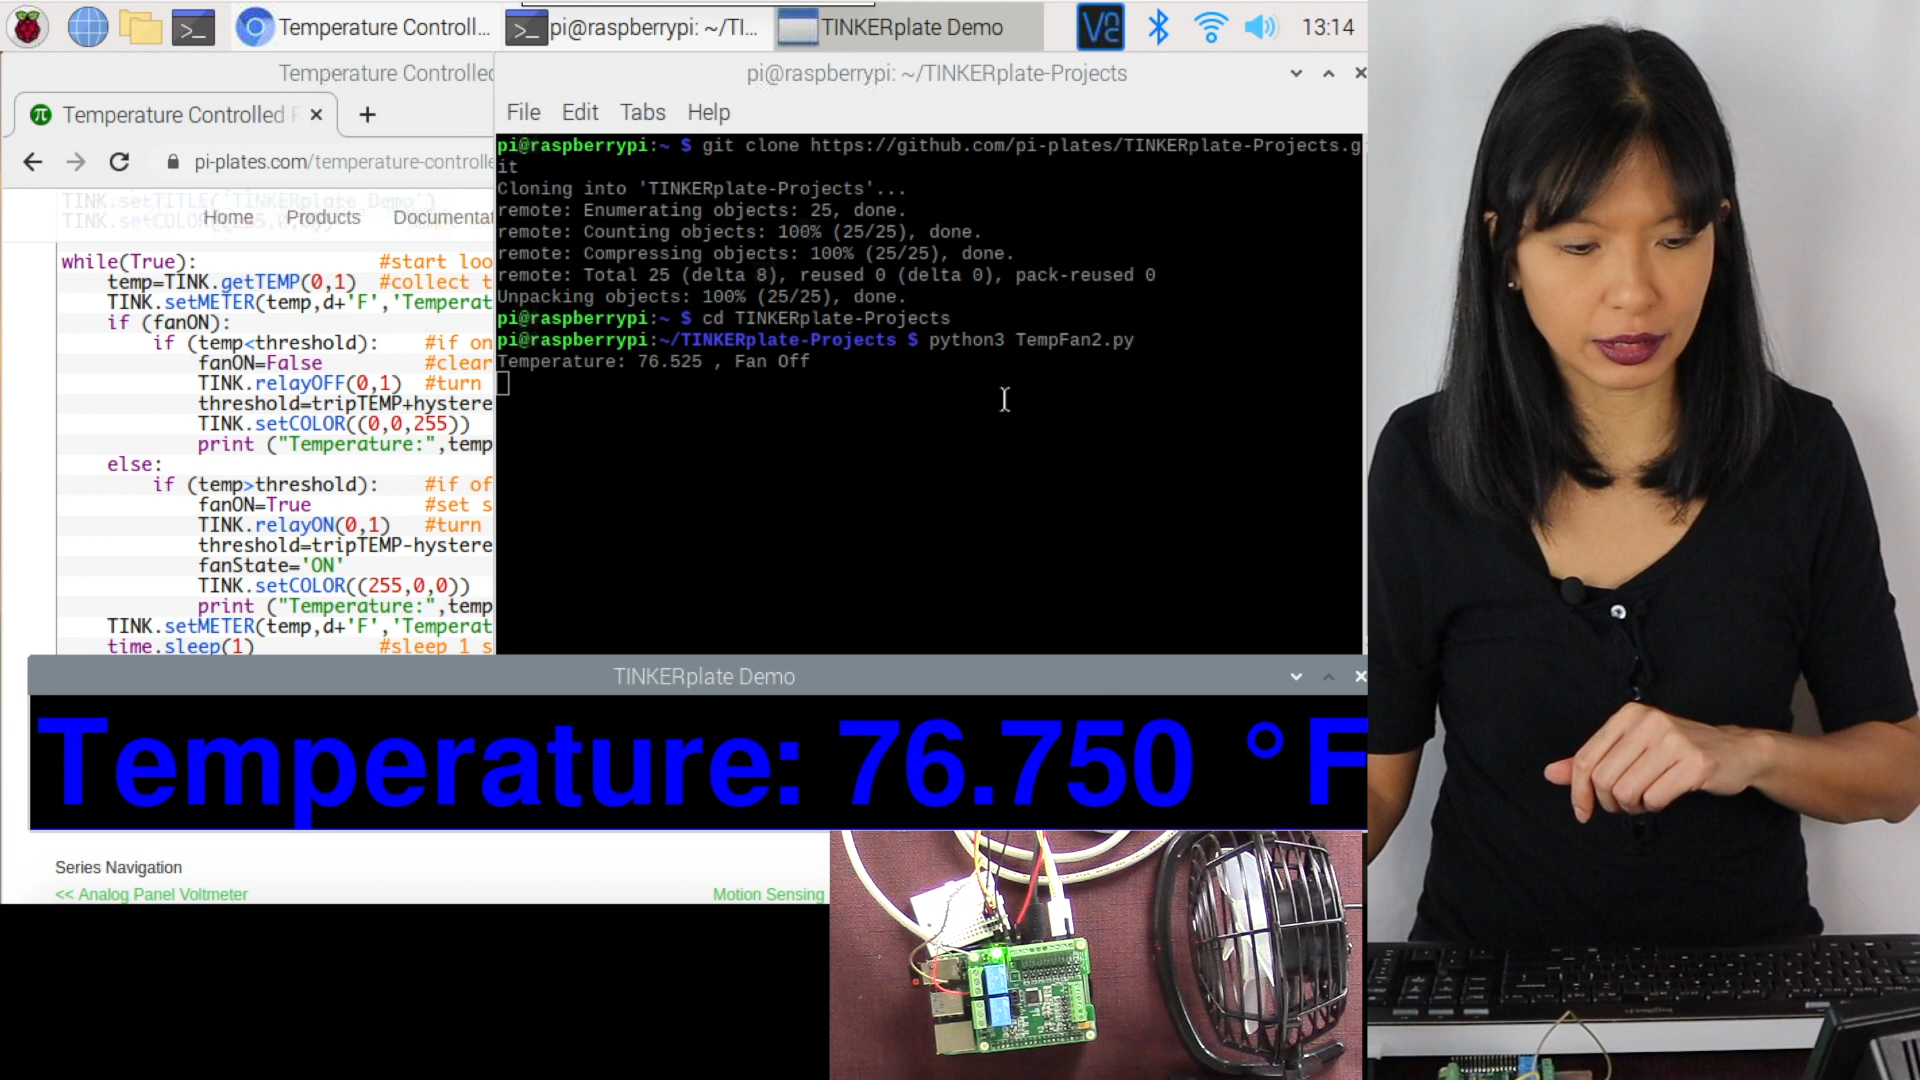 Temperature Controll...
pi@raspberrypi: ~/TI...
TINKERplate Demo
13:14
Temperature Controlled
pi@raspberrypi: ~/TINKERplate-Projects
Temperature Controlled
File Edit Tabs Help
pi-plates.com/temperature-controlle
TINK.setTITLE('TINKERplate Demo')
Home Products Documenta
while(True): #start loo
temp=TINK.getTEMP(0,1) #collect t
TINK.setMETER(temp,d+'F','Temperat
if (fanON):
if (temp<threshold): #if on
fanON=False #clear
TINK.relayOFF(0,1) #turn
threshold=tripTEMP+hystere
TINK.setCOLOR((0,0,255))
print ("Temperature:",temp
else:
if (temp>threshold): #if of
fanON=True #set s
TINK.relayON(0,1) #turn
threshold=tripTEMP-hystere
fanState='ON'
TINK.setCOLOR((255,0,0))
print ("Temperature:",temp
TINK.setMETER(temp,d+'F','Temperat
time.sleep(1) #sleep 1 s
pi@raspberrypi:~ $ git clone https://github.com/pi-plates/TINKERplate-Projects.g
it
Cloning into 'TINKERplate-Projects'...
remote: Enumerating objects: 25, done.
remote: Counting objects: 100% (25/25), done.
remote: Compressing objects: 100% (25/25), done.
remote: Total 25 (delta 8), reused 0 (delta 0), pack-reused 0
Unpacking objects: 100% (25/25), done.
pi@raspberrypi:~ $ cd TINKERplate-Projects
pi@raspberrypi:~/TINKERplate-Projects $ python3 TempFan2.py
Temperature: 76.525 , Fan Off
TINKERplate Demo
Temperature: 76.750 °F
Series Navigation
<< Analog Panel Voltmeter
Motion Sensing